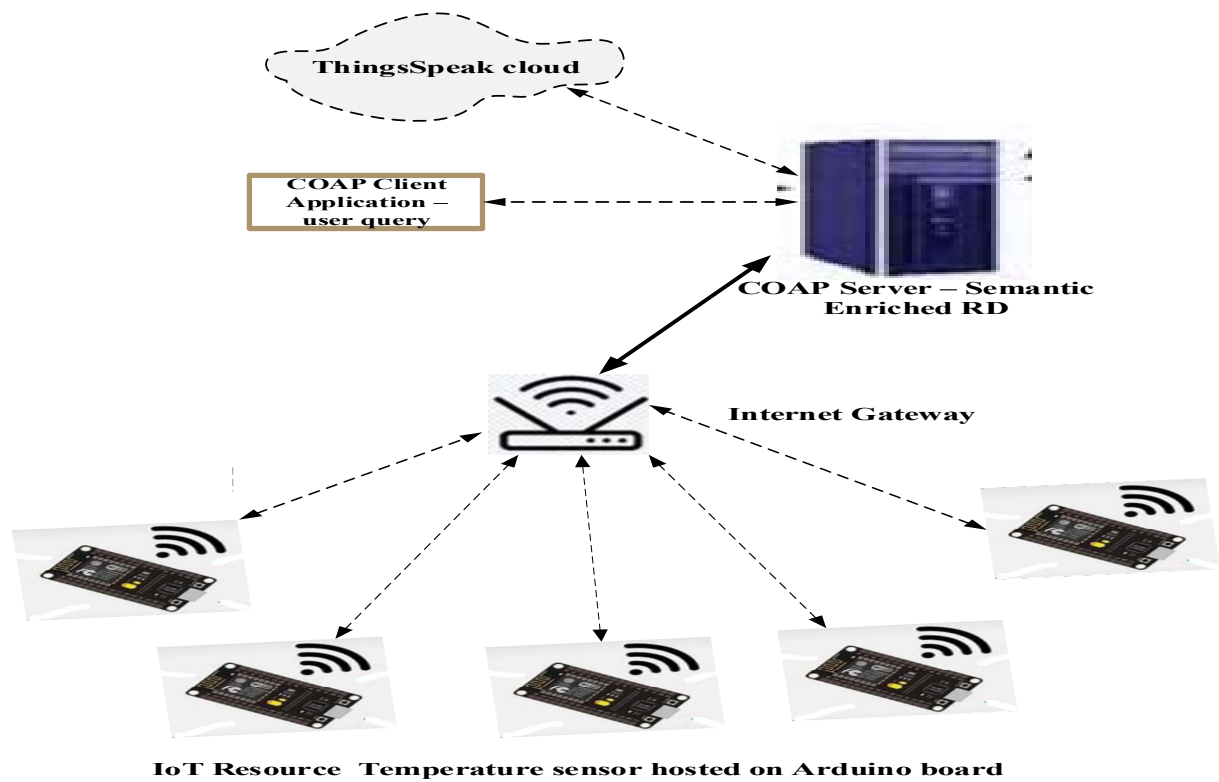 ThingsSpeak cloud
COAP Client
Application –
user query
COAP Server – Semantic
Enriched RD
Internet Gateway
IoT Resource  Temperature sensor hosted on Arduino board